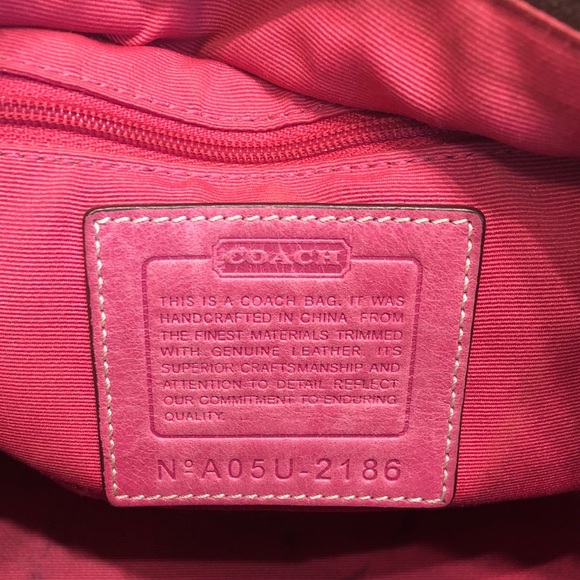 COACH
THIS IS A COACH BAG. IT WAS
HANDCRAFTED IN CHINA. FROM
THE FINEST MATERIALS TRIMMED
WITH GENUINE LEATHER. ITS
SUPERIOR CRAFTSMANSHIP AND
ATTENTION TO DETAIL REFLECT
OUR COMMITMENT TO ENDURING
QUALITY.
Nº A05U-2186